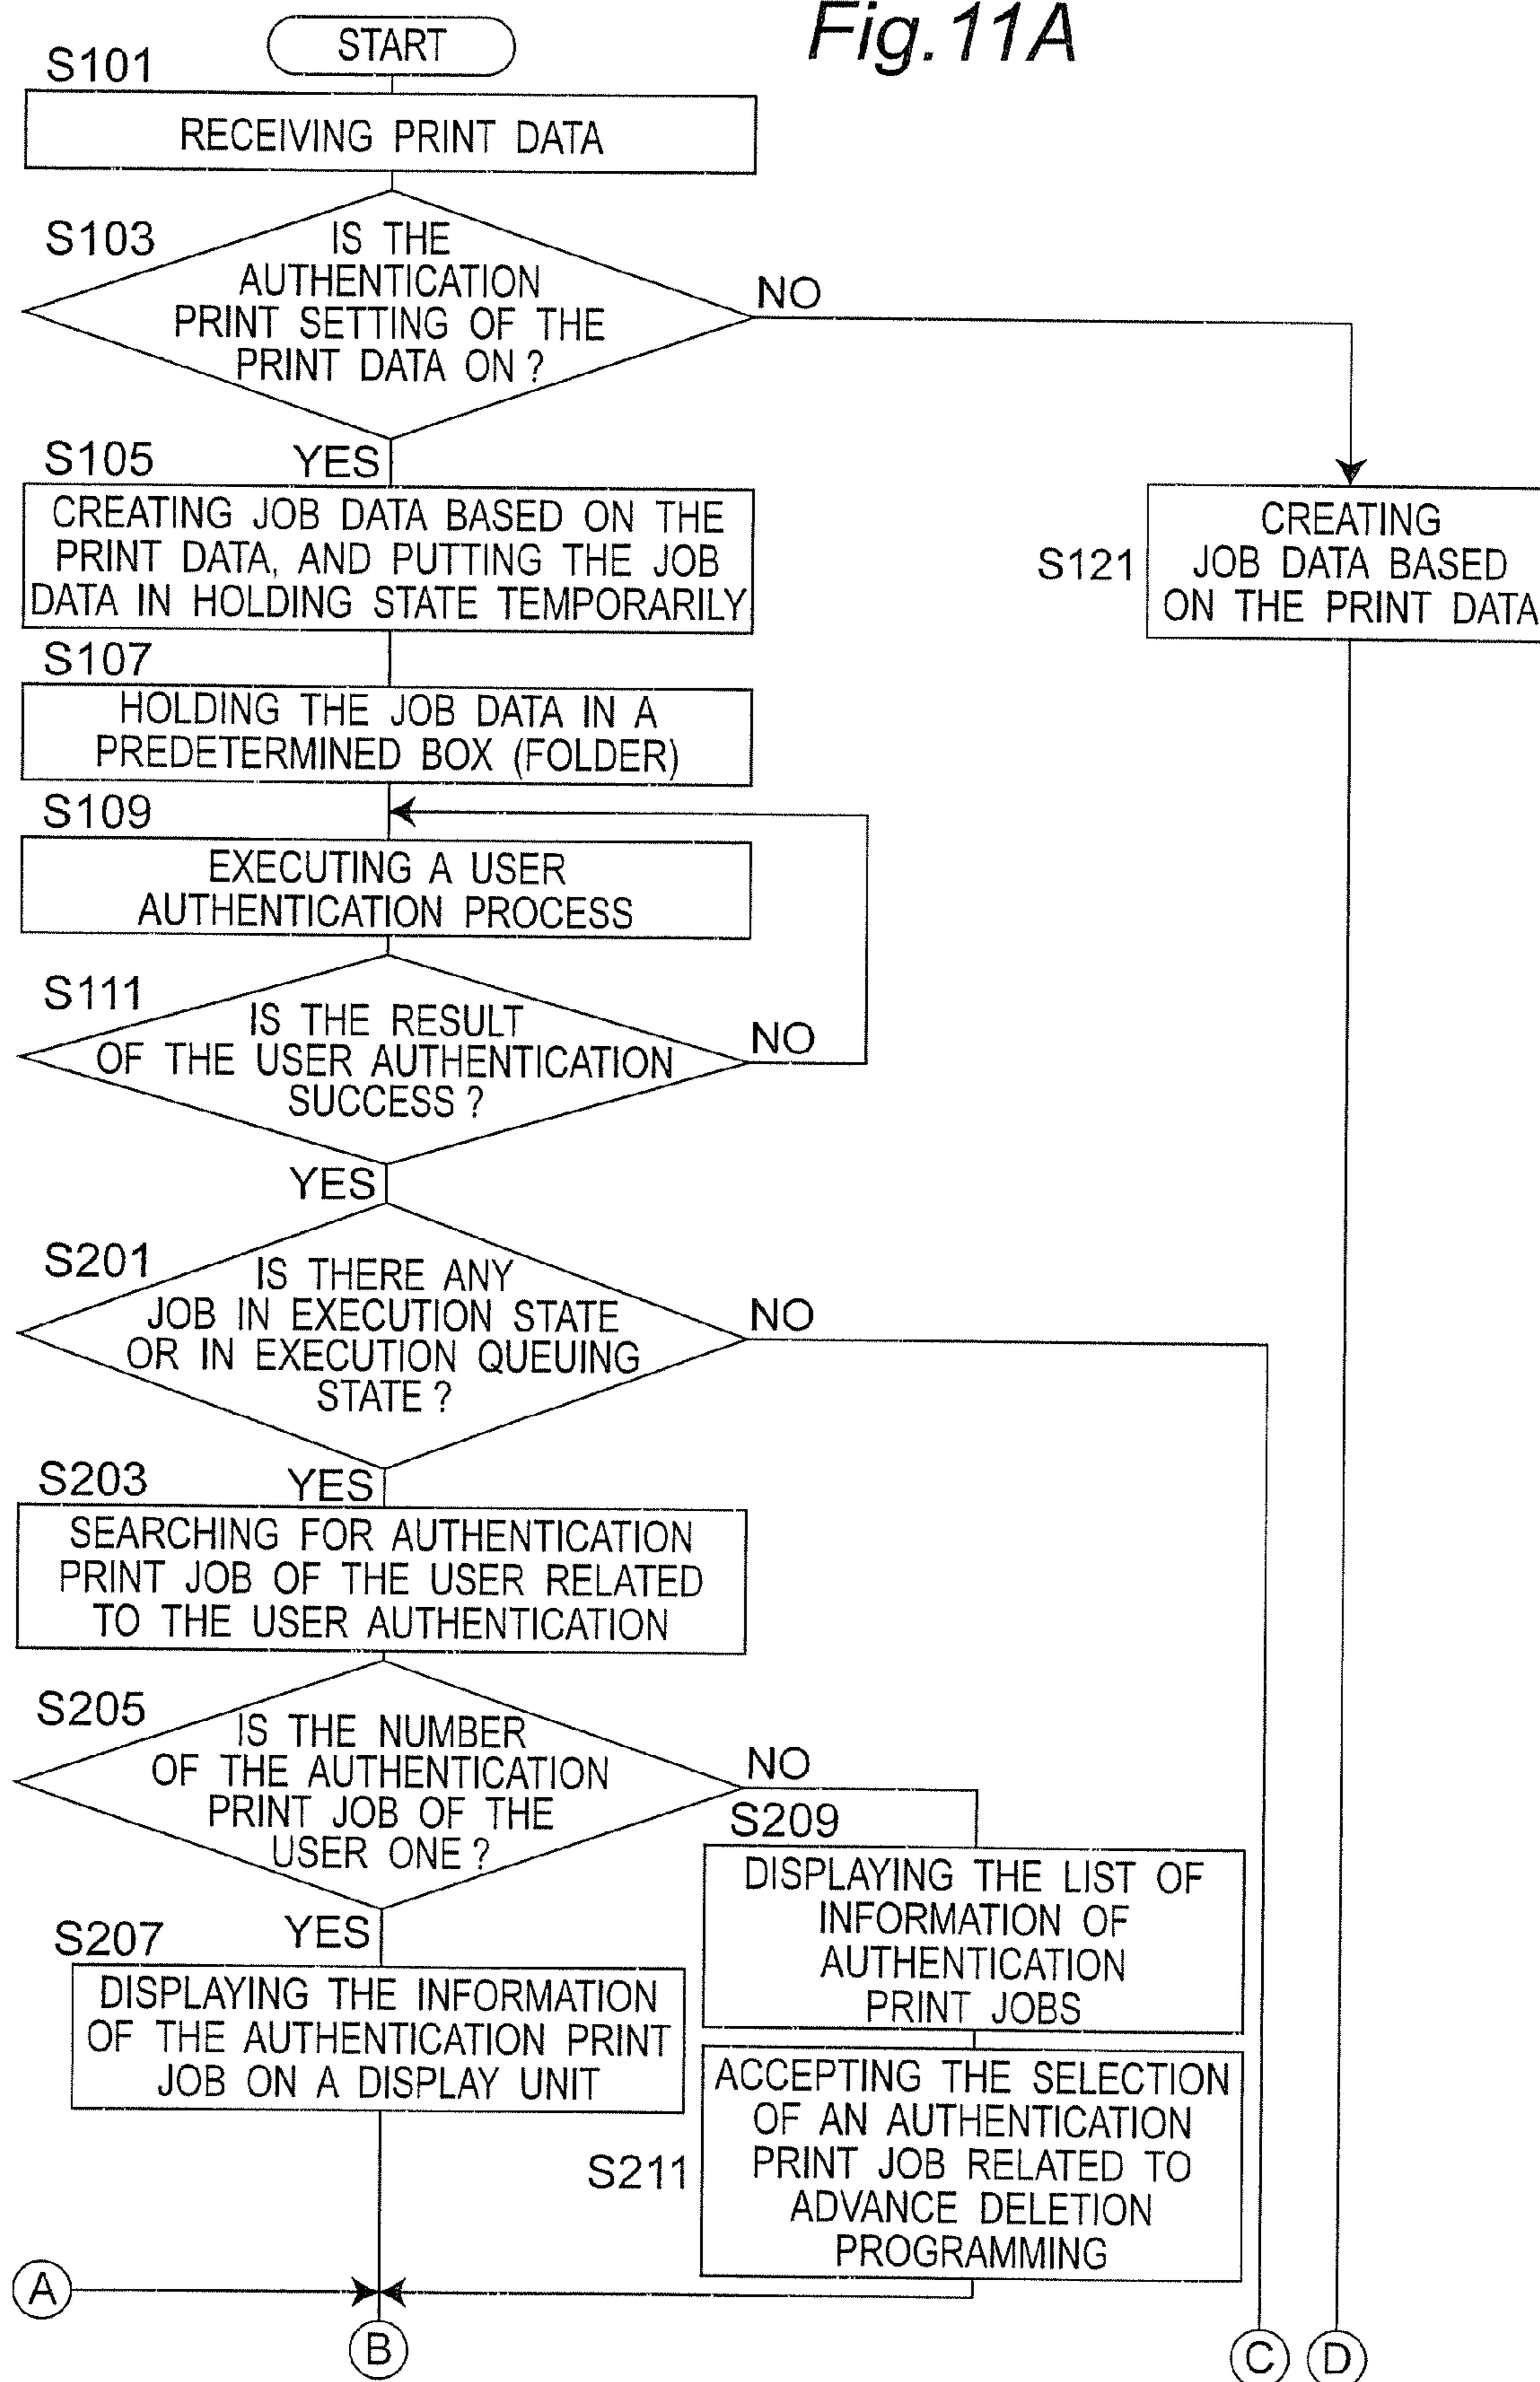 Fig.11A
START
S101
RECEIVING PRINT DATA
S103
IS THE
AUTHENTICATION
PRINT SETTING OF THE
PRINT DATA ON ?
NO
YES
S105
CREATING JOB DATA BASED ON THE
PRINT DATA, AND PUTTING THE JOB
DATA IN HOLDING STATE TEMPORARILY
S121
CREATING
JOB DATA BASED
ON THE PRINT DATA
S107
HOLDING THE JOB DATA IN A
PREDETERMINED BOX (FOLDER)
S109
EXECUTING A USER
AUTHENTICATION PROCESS
S111
IS THE RESULT
OF THE USER AUTHENTICATION
SUCCESS ?
NO
YES
S201
IS THERE ANY
JOB IN EXECUTION STATE
OR IN EXECUTION QUEUING
STATE ?
NO
YES
S203
SEARCHING FOR AUTHENTICATION
PRINT JOB OF THE USER RELATED
TO THE USER AUTHENTICATION
S205
IS THE NUMBER
OF THE AUTHENTICATION
PRINT JOB OF THE
USER ONE ?
NO
YES
S209
DISPLAYING THE LIST OF
INFORMATION OF
AUTHENTICATION
PRINT JOBS
S207
DISPLAYING THE INFORMATION
OF THE AUTHENTICATION PRINT
JOB ON A DISPLAY UNIT
S211
ACCEPTING THE SELECTION
OF AN AUTHENTICATION
PRINT JOB RELATED TO
ADVANCE DELETION
PROGRAMMING
A
B
C
D